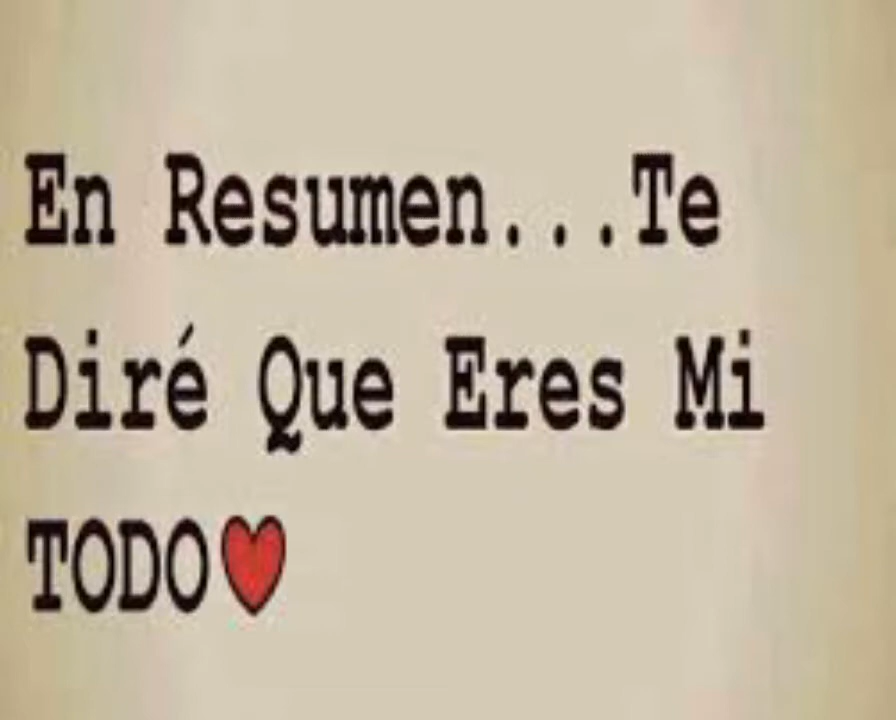 En Resumen...Te
Diré Que Eres Mi
TODO♥